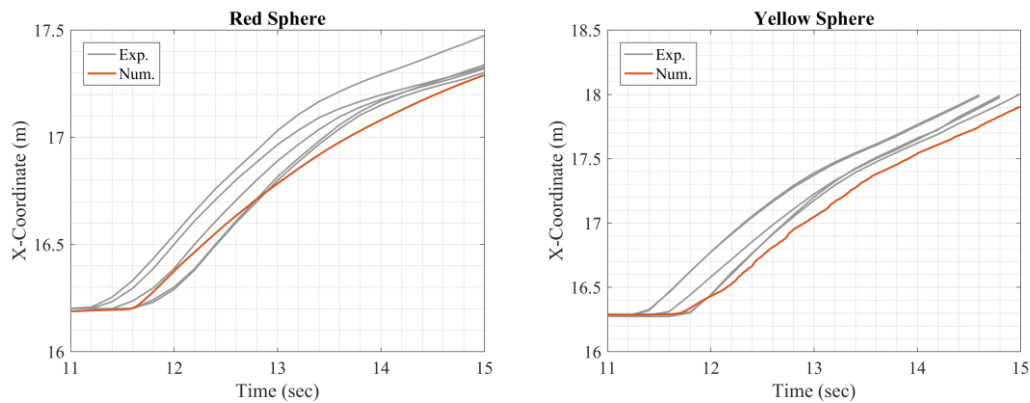 Red Sphere
17.5
17
16.5
16
X-Coordinate (m)
Exp.
Num.
11
12
13
14
15
Time (sec)
Yellow Sphere
18.5
18
17.5
17
16.5
16
X-Coordinate (m)
Exp.
Num.
11
12
13
14
15
Time (sec)